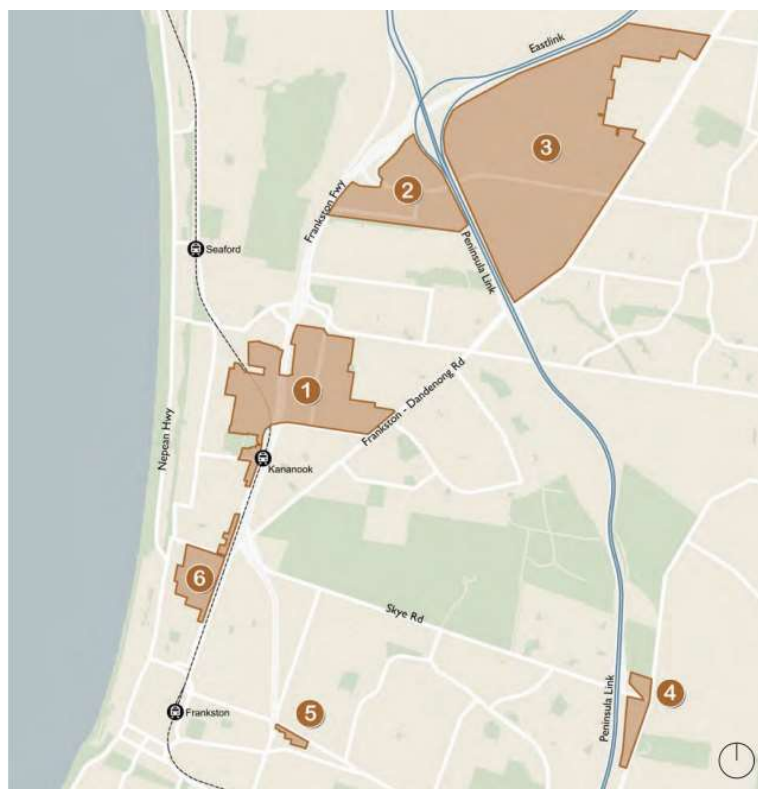 Eastlink
3
2
Frankston Fwy
Seaford
Peninsula Link
1
Frankston - Dandenong Rd
Nepean Hwy
Kananook
6
Skye Rd
4
Peninsula Link
Frankston
5